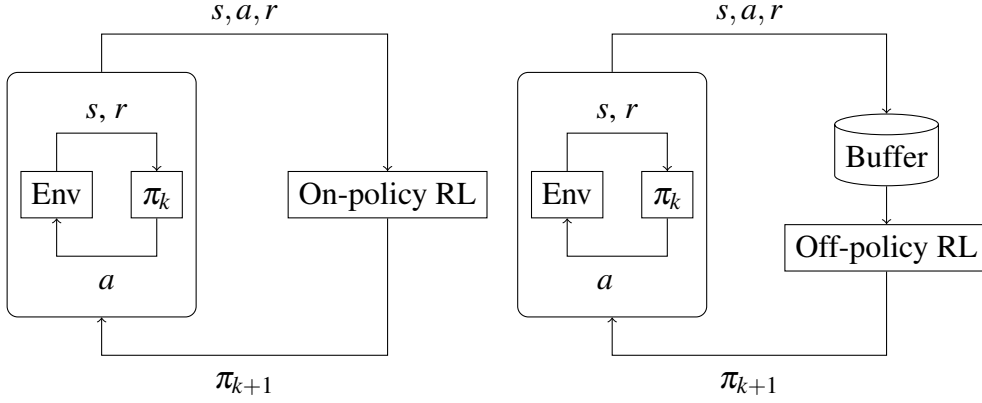 s, a, r
s, r
Env
π_k
a
On-policy RL
π_{k+1}
s, a, r
s, r
Env
π_k
a
Buffer
Off-policy RL
π_{k+1}